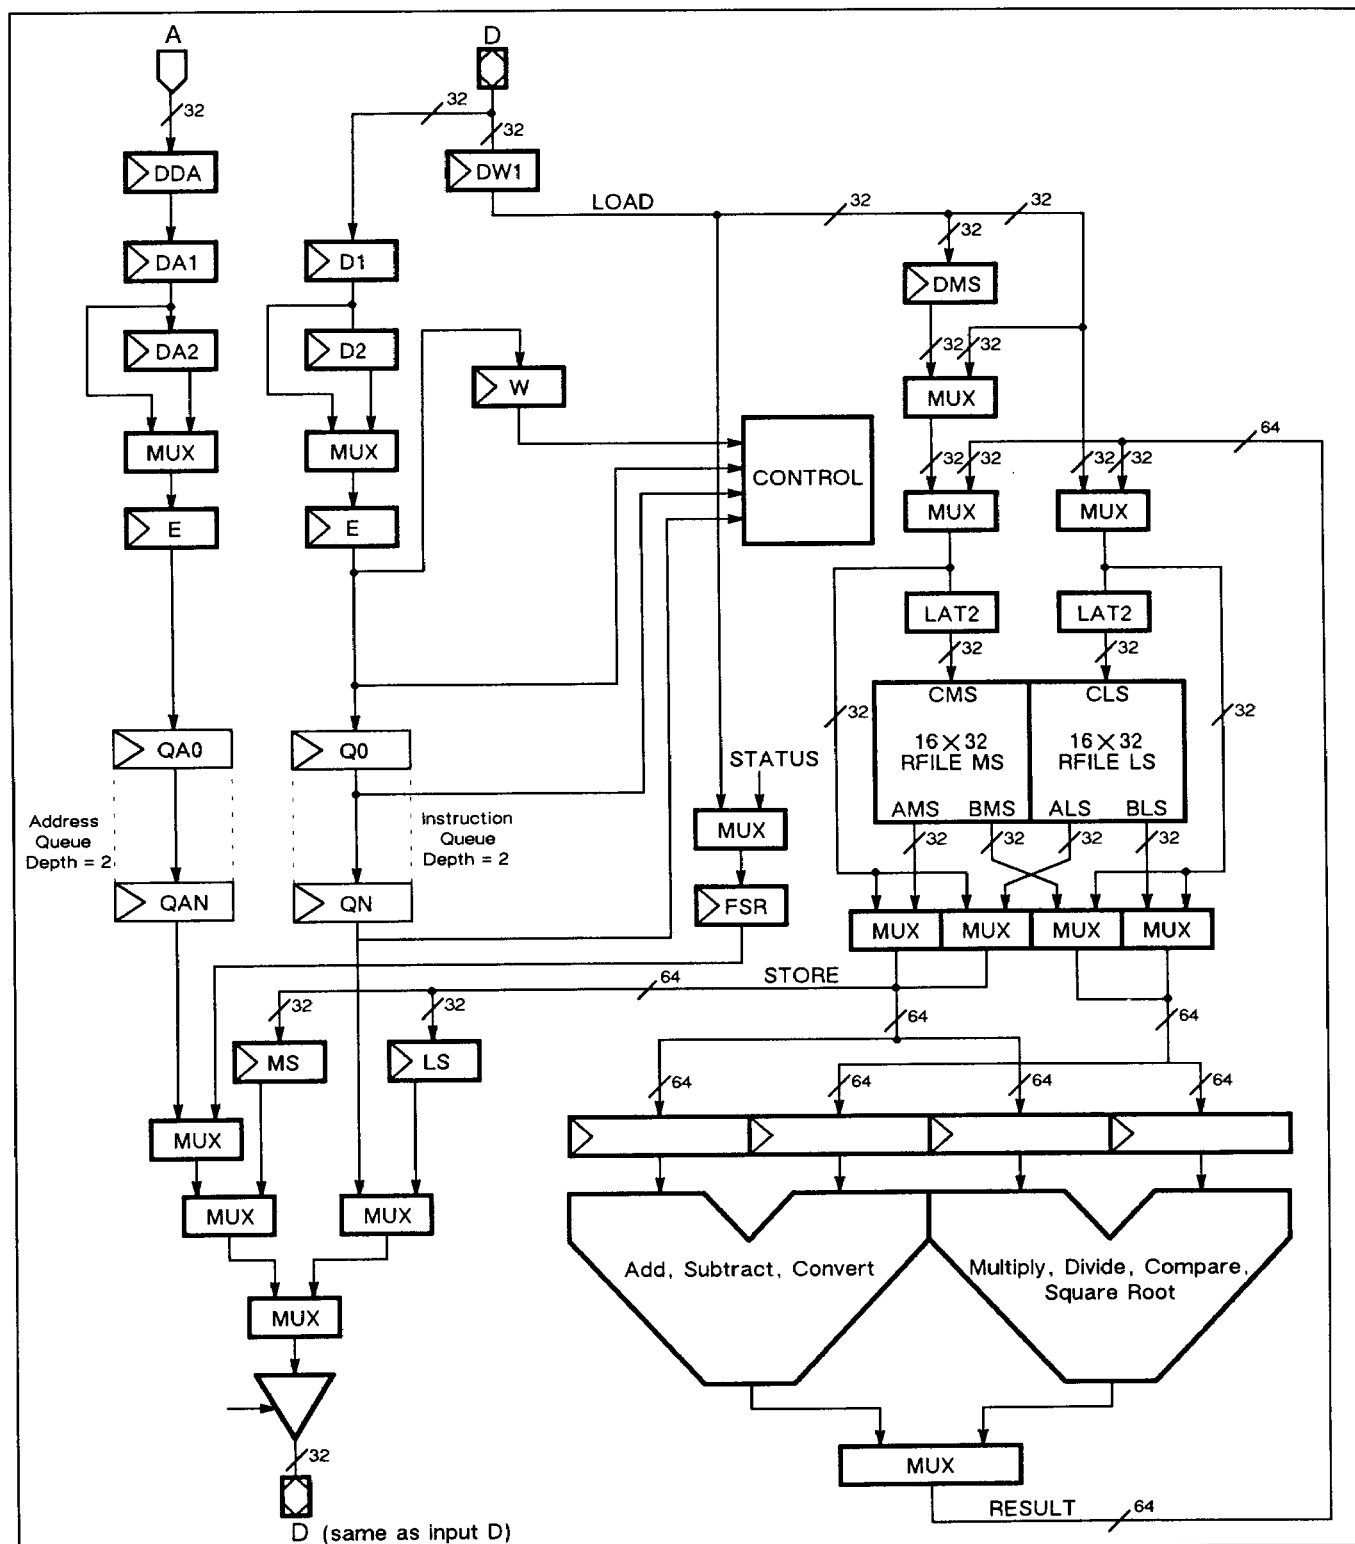 A
D
32
32
32
DDA
DW1
LOAD
32
32
32
DA1
D1
DMS
DA2
D2
32
32
W
MUX
MUX
MUX
64
32
32
32
32
CONTROL
MUX
MUX
E
E
LAT2
LAT2
32
32
CMS
CLS
32
32
16×32
RFILE MS
16×32
RFILE LS
QA0
Q0
STATUS
AMS
BMS
ALS
BLS
Address
Queue
Depth = 2
Instruction
Queue
Depth = 2
MUX
32
32
32
32
QAN
QN
FSR
MUX
MUX
MUX
MUX
STORE
64
32
32
64
64
MS
LS
64
64
64
64
MUX
MUX
MUX
Add, Subtract, Convert
Multiply, Divide, Compare,
Square Root
MUX
32
MUX
RESULT
64
D (same as input D)